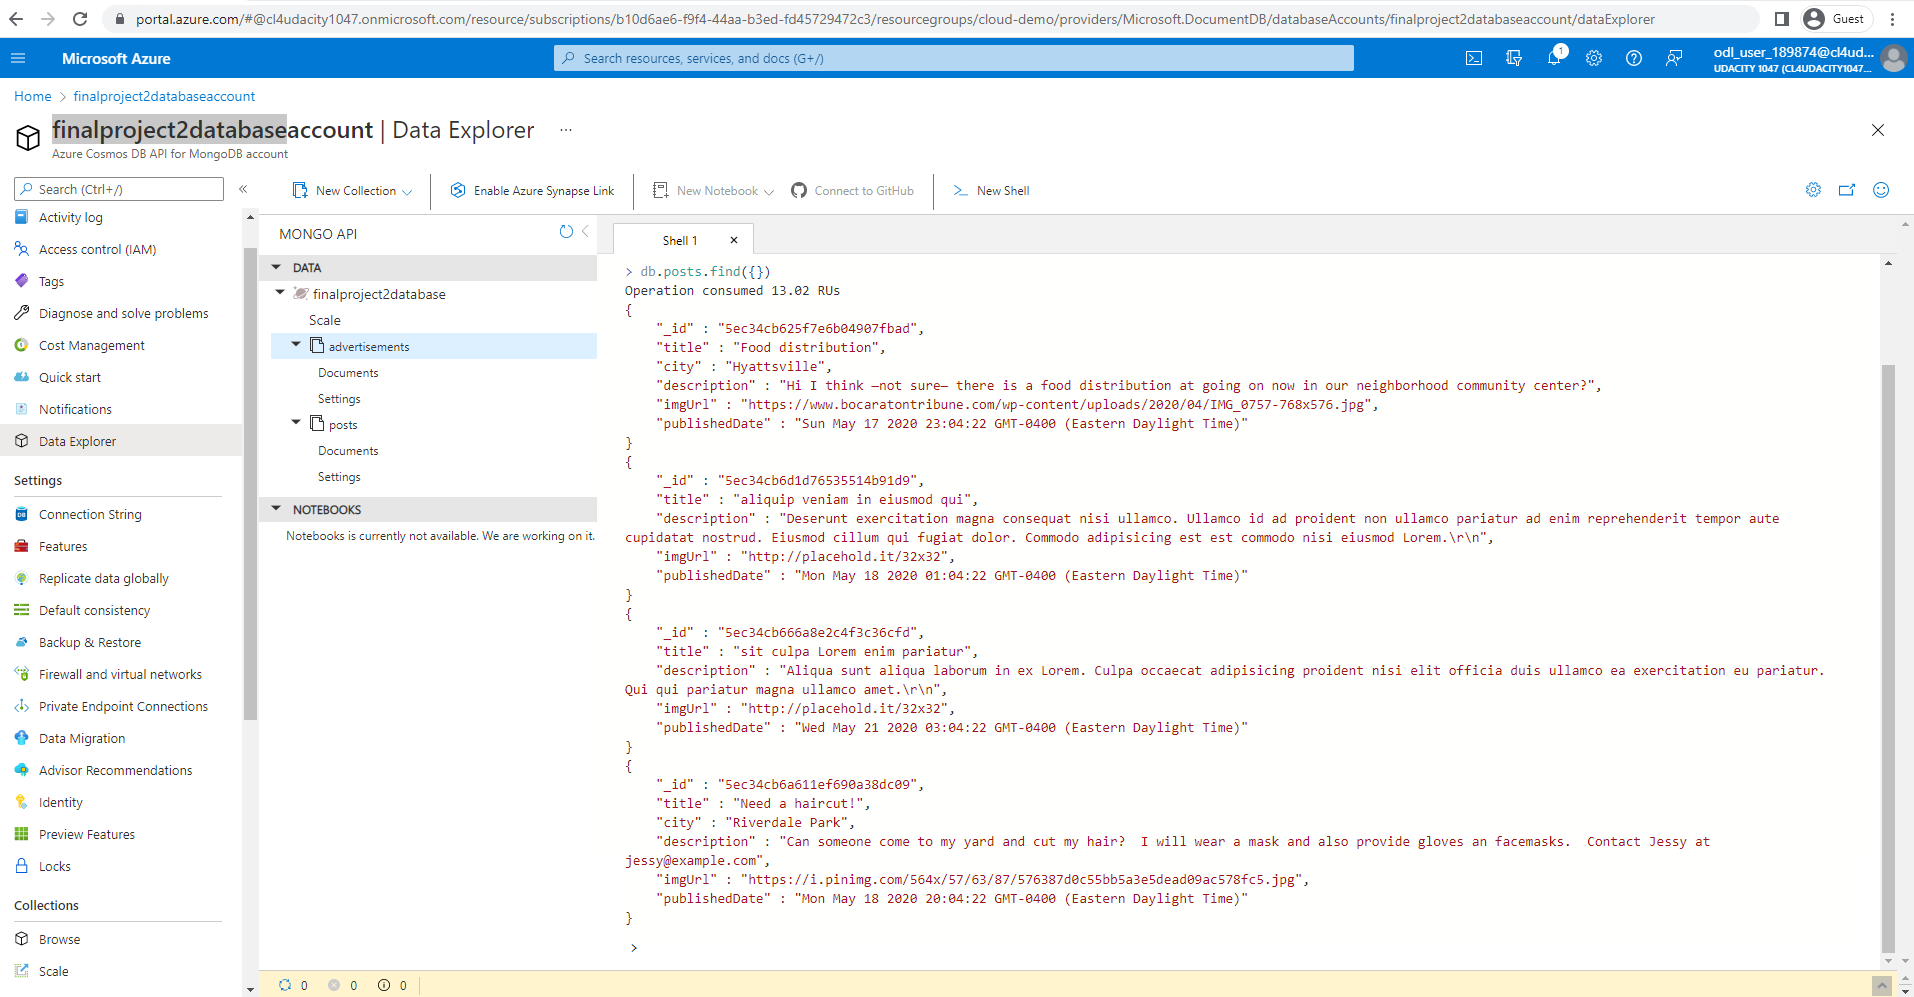 portal.azure.com/#@cl4udacity1047.onmicrosoft.com/resource/subscriptions/b10d6ae6-f9f4-44aa-b3ed-fd45729472c3/resourcegroups/cloud-demo/providers/Microsoft.DocumentDB/databaseAccounts/finalproject2databaseaccount/dataExplorer
Guest
Microsoft Azure
Search resources, services, and docs (G+/)
1
odl_user_189874@cl4ud...
UDACITY 1047 (CL4UDACITY1047....
Home > finalproject2databaseaccount
finalproject2databaseaccount | Data Explorer ...
Azure Cosmos DB API for MongoDB account
Search (Ctrl+/)
«
Activity log
Access control (IAM)
Tags
Diagnose and solve problems
Cost Management
Quick start
Notifications
Data Explorer
Settings
Connection String
Features
Replicate data globally
Default consistency
Backup & Restore
Firewall and virtual networks
Private Endpoint Connections
Data Migration
Advisor Recommendations
Identity
Preview Features
Locks
Collections
Browse
Scale
New Collection
Enable Azure Synapse Link
New Notebook
Connect to GitHub
New Shell
MONGO API
DATA
finalproject2database
Scale
advertisements
Documents
Settings
posts
Documents
Settings
NOTEBOOKS
Notebooks is currently not available. We are working on it.
Shell 1
> db.posts.find({})
Operation consumed 13.02 RUs
{
"_id" : "5ec34cb625f7e6b04907fbad",
"title" : "Food distribution",
"city" : "Hyattsville",
"description" : "Hi I think —not sure— there is a food distribution at going on now in our neighborhood community center?",
"imgUrl" : "https://www.bocaratontribune.com/wp-content/uploads/2020/04/IMG_0757-768x576.jpg",
"publishedDate" : "Sun May 17 2020 23:04:22 GMT-0400 (Eastern Daylight Time)"
}
{
"_id" : "5ec34cb6d1d76535514b91d9",
"title" : "aliquip veniam in eiusmod qui",
"description" : "Deserunt exercitation magna consequat nisi ullamco. Ullamco id ad proident non ullamco pariatur ad enim reprehenderit tempor aute
cupidatat nostrud. Eiusmod cillum qui fugiat dolor. Commodo adipisicing est est commodo nisi eiusmod Lorem.\r\n",
"imgUrl" : "http://placehold.it/32x32",
"publishedDate" : "Mon May 18 2020 01:04:22 GMT-0400 (Eastern Daylight Time)"
}
{
"_id" : "5ec34cb666a8e2c4f3c36cfd",
"title" : "sit culpa Lorem enim pariatur",
"description" : "Aliqua sunt aliqua laborum in ex Lorem. Culpa occaecat adipisicing proident nisi elit officia duis ullamco ea exercitation eu pariatur.
Qui qui pariatur magna ullamco amet.\r\n",
"imgUrl" : "http://placehold.it/32x32",
"publishedDate" : "Wed May 21 2020 03:04:22 GMT-0400 (Eastern Daylight Time)"
}
{
"_id" : "5ec34cb6a611ef690a38dc09",
"title" : "Need a haircut!",
"city" : "Riverdale Park",
"description" : "Can someone come to my yard and cut my hair?  I will wear a mask and also provide gloves an facemasks.  Contact Jessy at
jessy@example.com",
"imgUrl" : "https://i.pinimg.com/564x/57/63/87/576387d0c55bb5a3e5dead09ac578fc5.jpg",
"publishedDate" : "Mon May 18 2020 20:04:22 GMT-0400 (Eastern Daylight Time)"
}
>
0 0 0